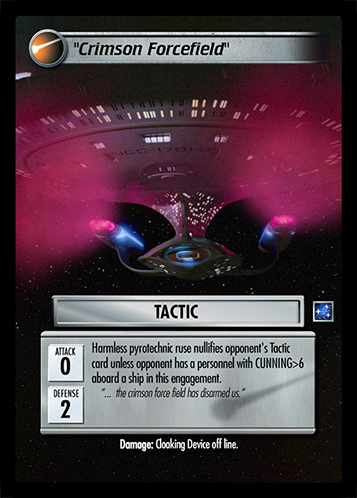 "Crimson Forcefield"
NCC-1701-D
TACTIC
ATTACK
0
DEFENSE
2
Harmless pyrotechnic ruse nullifies opponent's Tactic
card unless opponent has a personnel with CUNNING>6
aboard a ship in this engagement.
"... the crimson force field has disarmed us."
Damage: Cloaking Device off line.